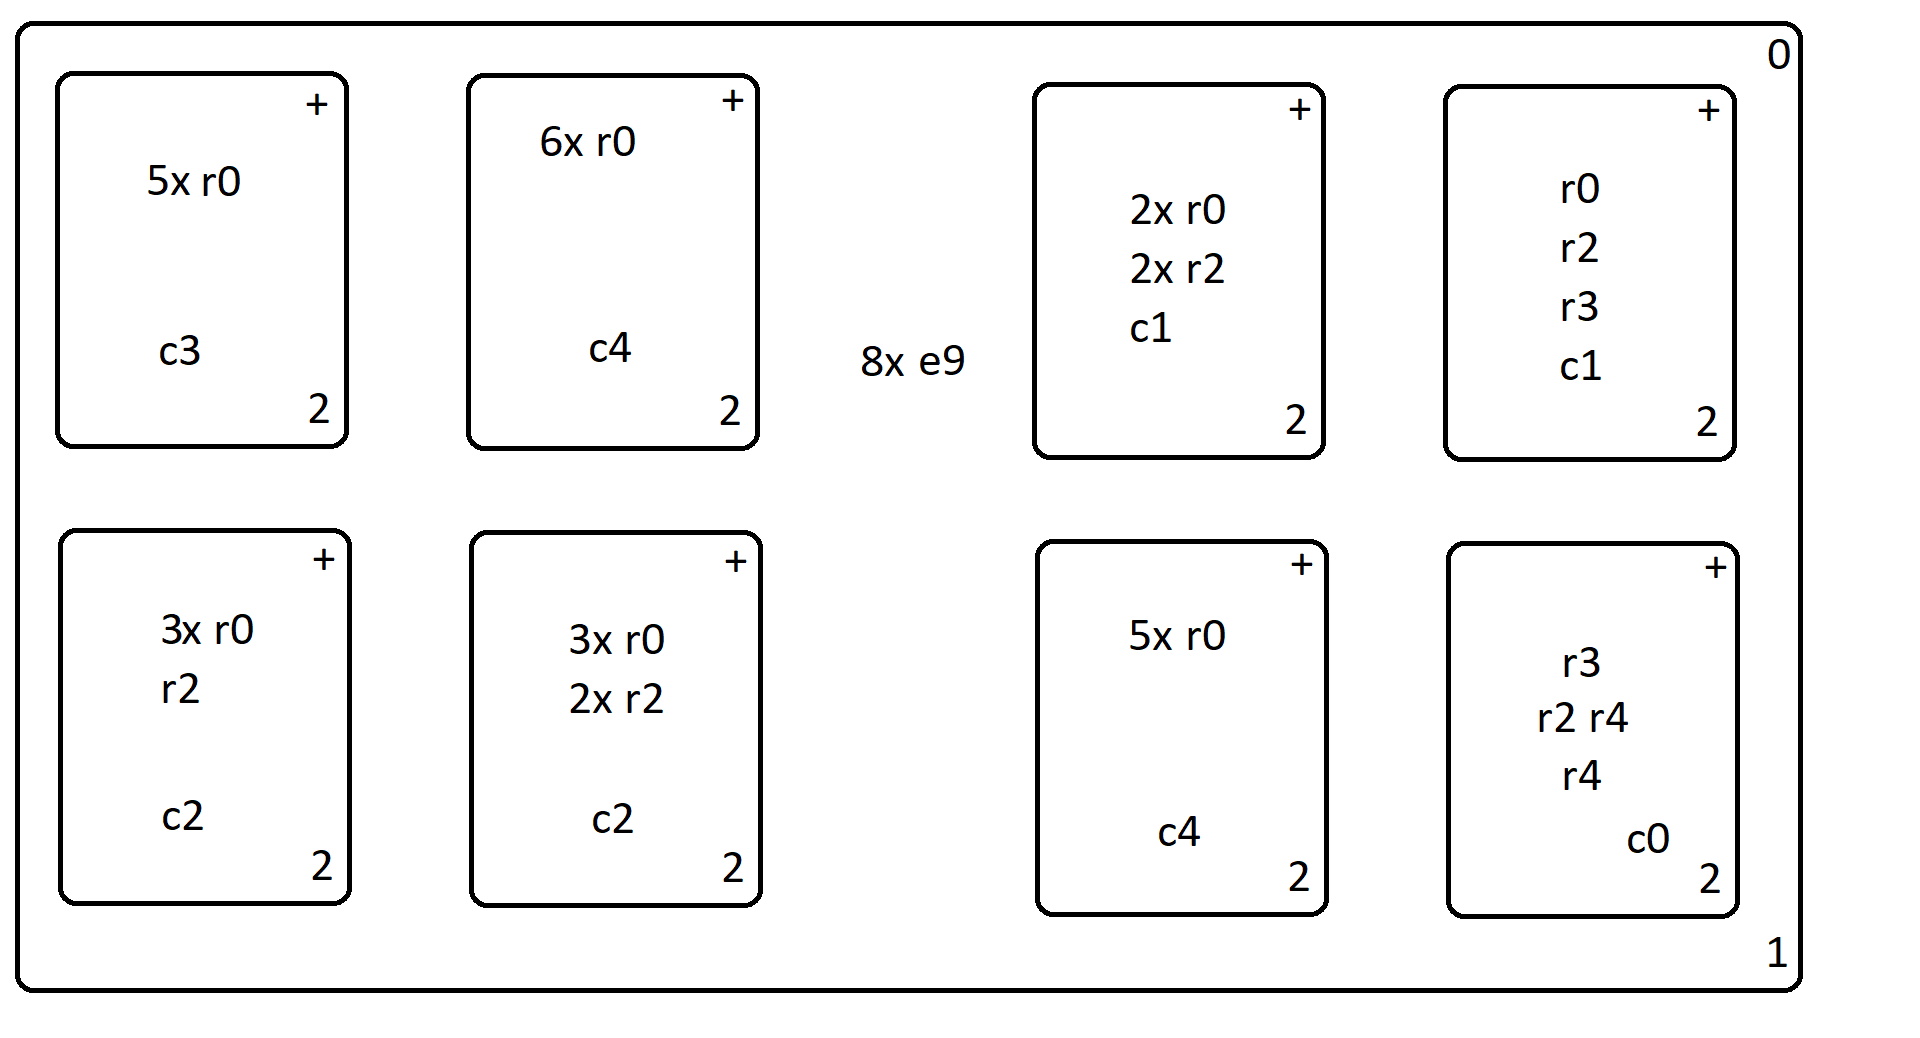 0
+
5x r0
c3
2
+
6x r0
c4
2
8x e9
+
2x r0
2x r2
c1
2
+
r0
r2
r3
c1
2
+
3x r0
r2
c2
2
+
3x r0
2x r2
c2
2
+
5x r0
c4
2
+
r3
r2 r4
r4
c0
2
1